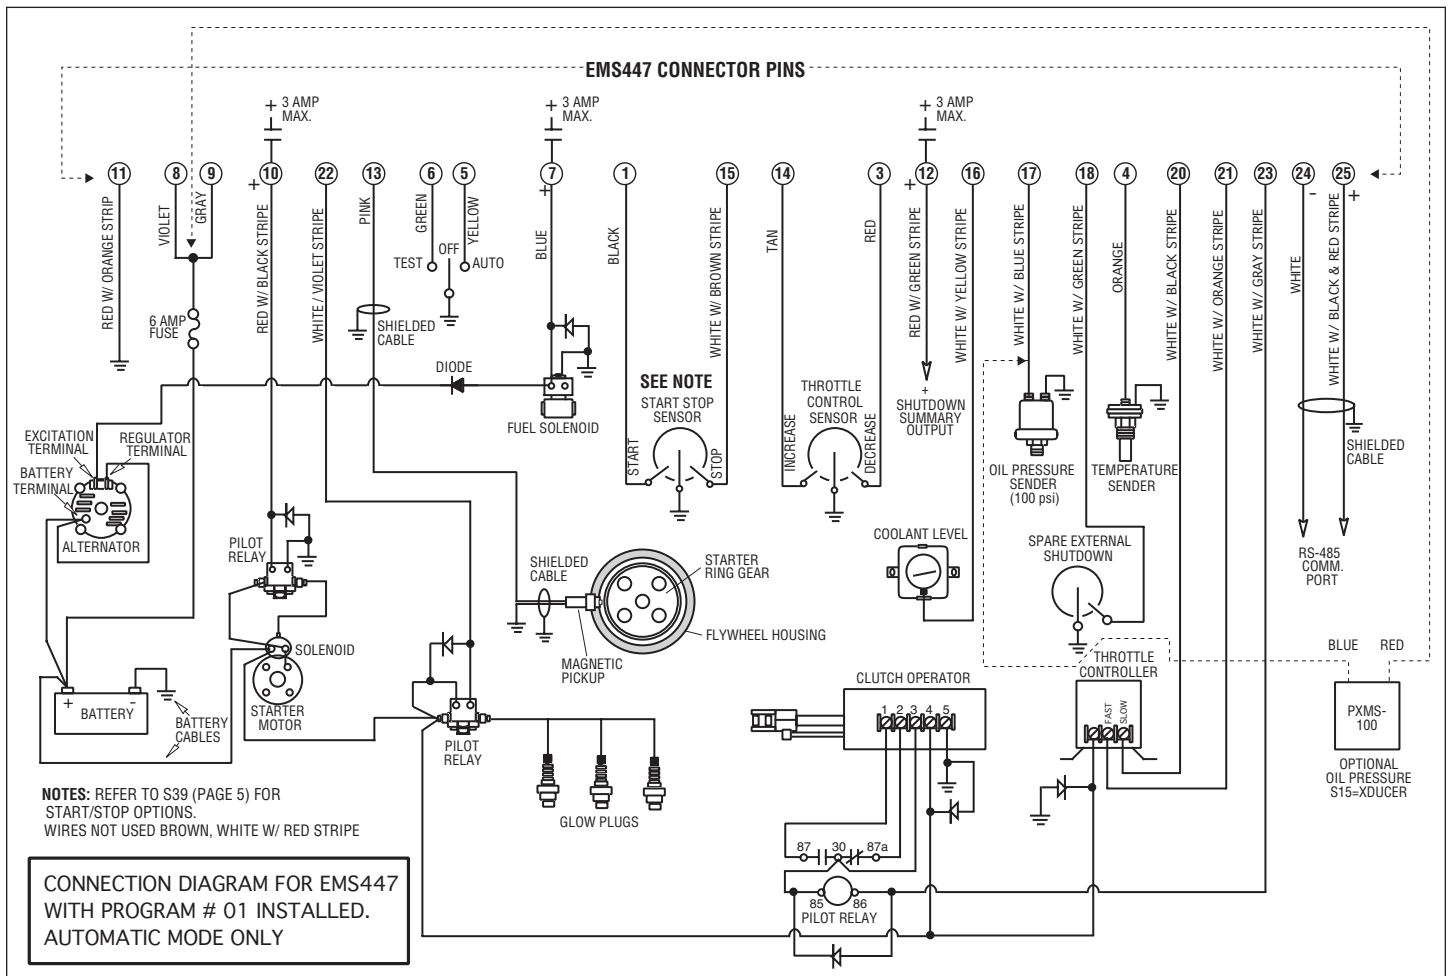 EMS447 CONNECTOR PINS
+ 3 AMP
MAX.
+ 3 AMP
MAX.
+ 3 AMP
MAX.
11
8
9
10
+
22
13
6
5
7
+
1
15
14
3
12
+
16
17
18
4
20
21
23
24
-
25
+
RED W/ ORANGE STRIP
VIOLET
GRAY
RED W/ BLACK STRIPE
WHITE / VIOLET STRIPE
PINK
GREEN
YELLOW
BLUE
BLACK
WHITE W/ BROWN STRIPE
TAN
RED
RED W/ GREEN STRIPE
WHITE W/ YELLOW STRIPE
WHITE W/ BLUE STRIPE
WHITE W/ GREEN STRIPE
ORANGE
WHITE W/ BLACK STRIPE
WHITE W/ ORANGE STRIPE
WHITE W/ GRAY STRIPE
WHITE
WHITE W/ BLACK & RED STRIPE
OFF
TEST
AUTO
6 AMP
FUSE
SHIELDED
CABLE
DIODE
FUEL SOLENOID
SEE NOTE
START STOP
SENSOR
START
STOP
THROTTLE
CONTROL
SENSOR
INCREASE
DECREASE
+
SHUTDOWN
SUMMARY
OUTPUT
OIL PRESSURE
SENDER
(100 psi)
TEMPERATURE
SENDER
SHIELDED
CABLE
EXCITATION
TERMINAL
REGULATOR
TERMINAL
BATTERY
TERMINAL
ALTERNATOR
PILOT
RELAY
SHIELDED
CABLE
STARTER
RING GEAR
FLYWHEEL HOUSING
MAGNETIC
PICKUP
COOLANT LEVEL
SPARE EXTERNAL
SHUTDOWN
RS-485
COMM.
PORT
SOLENOID
STARTER
MOTOR
+
-
BATTERY
BATTERY
CABLES
PILOT
RELAY
GLOW PLUGS
CLUTCH OPERATOR
1 2 3 4 5
THROTTLE
CONTROLLER
FAST
SLOW
BLUE
RED
PXMS-
100
OPTIONAL
OIL PRESSURE
S15=XDUCER
87
30
87a
85
86
PILOT RELAY
NOTES: REFER TO S39 (PAGE 5) FOR
START/STOP OPTIONS.
WIRES NOT USED BROWN, WHITE W/ RED STRIPE
CONNECTION DIAGRAM FOR EMS447
WITH PROGRAM # 01 INSTALLED.
AUTOMATIC MODE ONLY